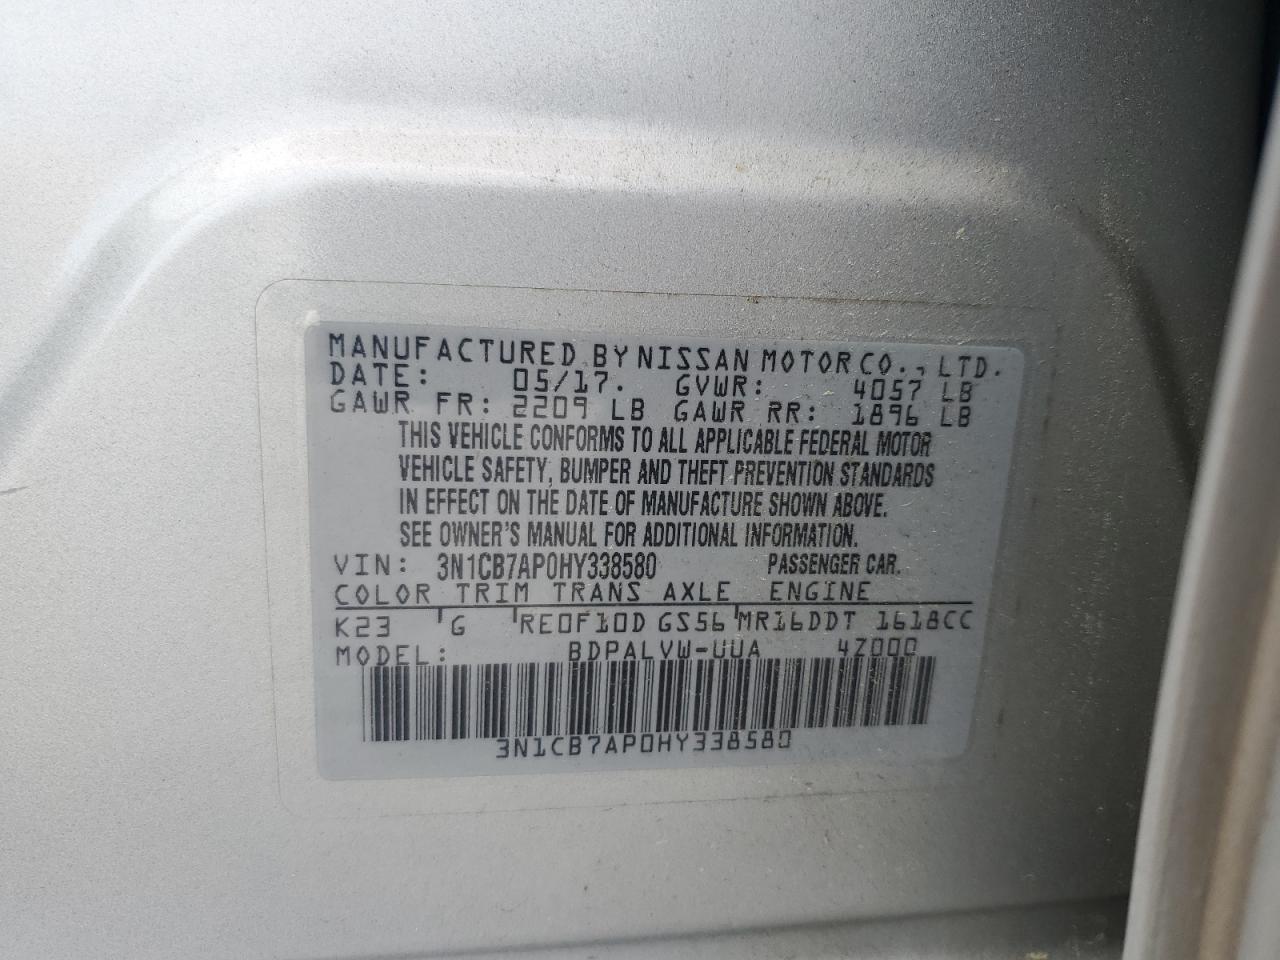 MANUFACTURED BY NISSAN MOTOR CO., LTD.
DATE: 05/17. GVWR: 4057 LB
GAWR FR: 2209 LB GAWR RR: 1896 LB
THIS VEHICLE CONFORMS TO ALL APPLICABLE FEDERAL MOTOR
VEHICLE SAFETY, BUMPER AND THEFT PREVENTION STANDARDS
IN EFFECT ON THE DATE OF MANUFACTURE SHOWN ABOVE.
SEE OWNER'S MANUAL FOR ADDITIONAL INFORMATION.
VIN: 3N1CB7AP0HY338580 PASSENGER CAR.
COLOR TRIM TRANS AXLE ENGINE
K23 G RE0F10D GS56 MR16DDT 1618CC
MODEL: BDPALVW-UUA 4Z000
3N1CB7AP0HY338580